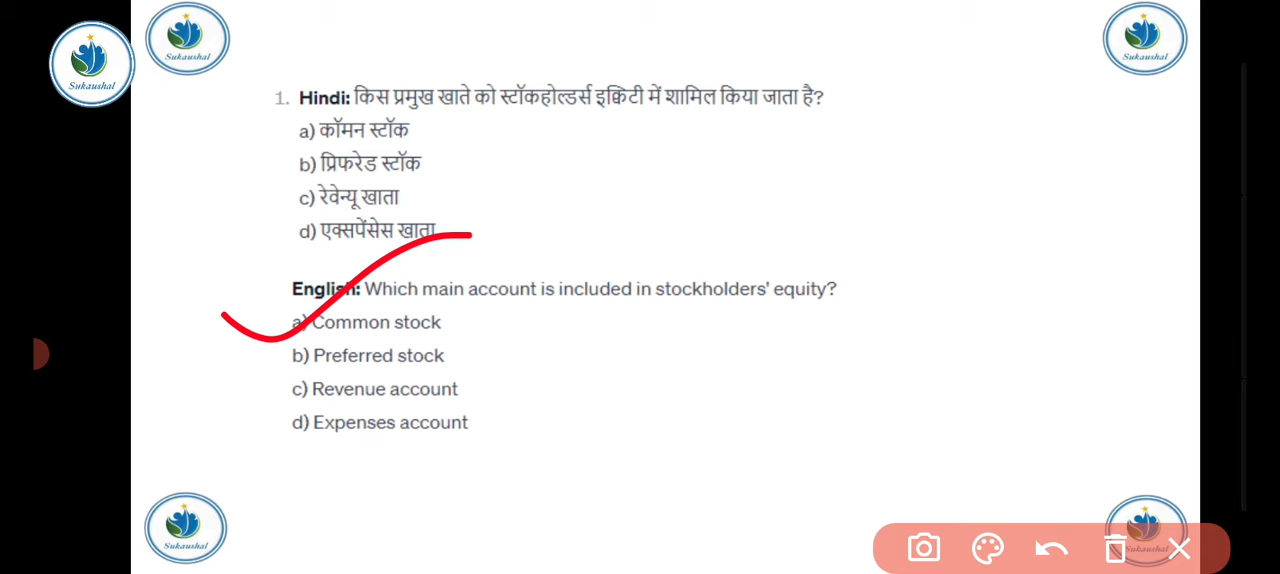 Sukaushal
Sukaushal
Sukaushal
1. Hindi: किस प्रमुख खाते को स्टॉकहोल्डर्स इक्विटी में शामिल किया जाता है?
a) कॉमन स्टॉक
b) प्रिफरेड स्टॉक
c) रेवेन्यू खाता
d) एक्सपेंसेस खाता
English: Which main account is included in stockholders' equity?
a) Common stock
b) Preferred stock
c) Revenue account
d) Expenses account
Sukaushal
Sukaushal